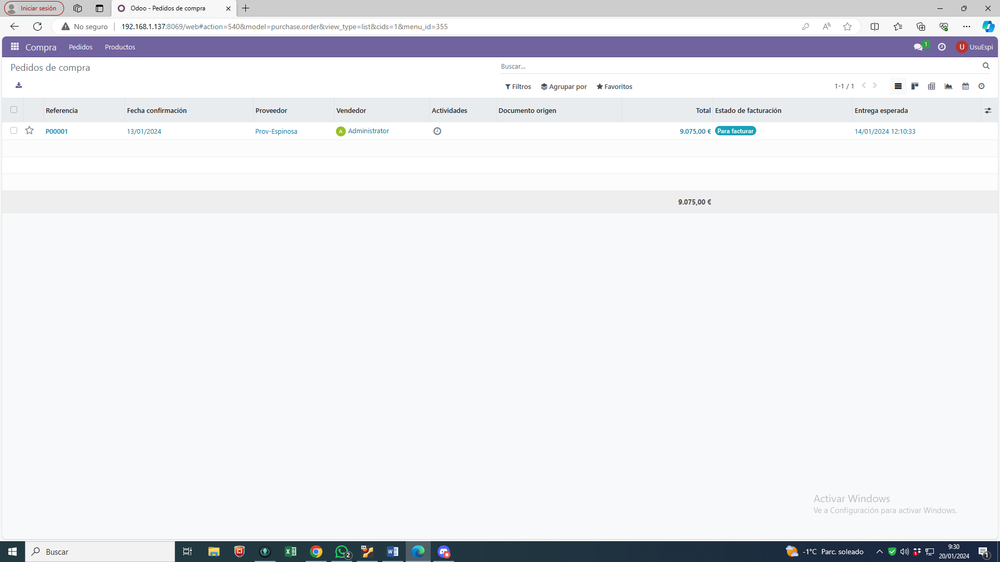 Iniciar sesión
Odoo - Pedidos de compra
No seguro
192.168.1.137:8069/web#action=540&model=purchase.order&view_type=list&cids=1&menu_id=355
Compra Pedidos Productos 1 U UsuEspi
Pedidos de compra
Buscar...
Filtros Agrupar por Favoritos 1-1 / 1
Referencia Fecha confirmación Proveedor Vendedor Actividades Documento origen Total Estado de facturación Entrega esperada
P00001 13/01/2024 Prov-Espinosa A Administrator 9.075,00 € Para facturar 14/01/2024 12:10:33
9.075,00 €
Activar Windows
Ve a Configuración para activar Windows.
Buscar 2 -1°C Parc. soleado 1 9:30
20/01/2024 1